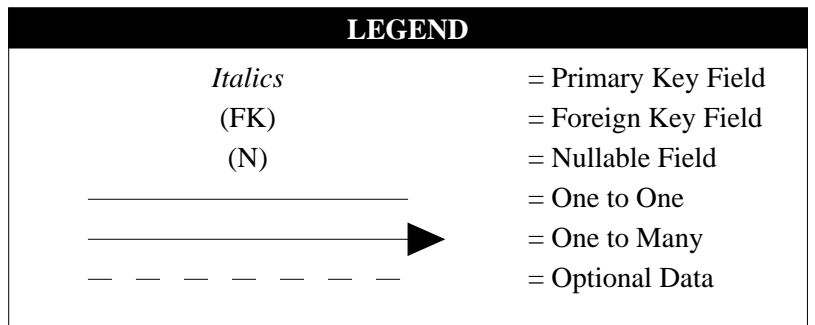 LEGEND
Italics = Primary Key Field
(FK) = Foreign Key Field
(N) = Nullable Field
= One to One
= One to Many
= Optional Data